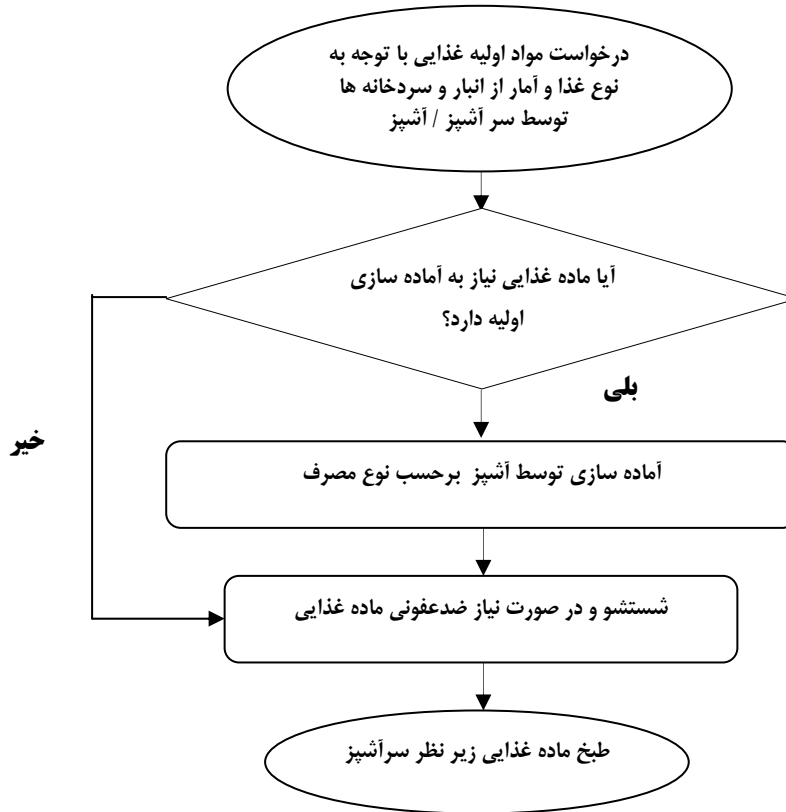 درخواست مواد اولیه غذایی با توجه به
نوع غذا و آمار از انبار و سردخانه ها
توسط سر آشپز / آشپز
آیا ماده غذایی نیاز به آماده سازی
اولیه دارد؟
بلی
خیر
آماده سازی توسط آشپز برحسب نوع مصرف
شستشو و در صورت نیاز ضدعفونی ماده غذایی
طبخ ماده غذایی زیر نظر سرآشپز